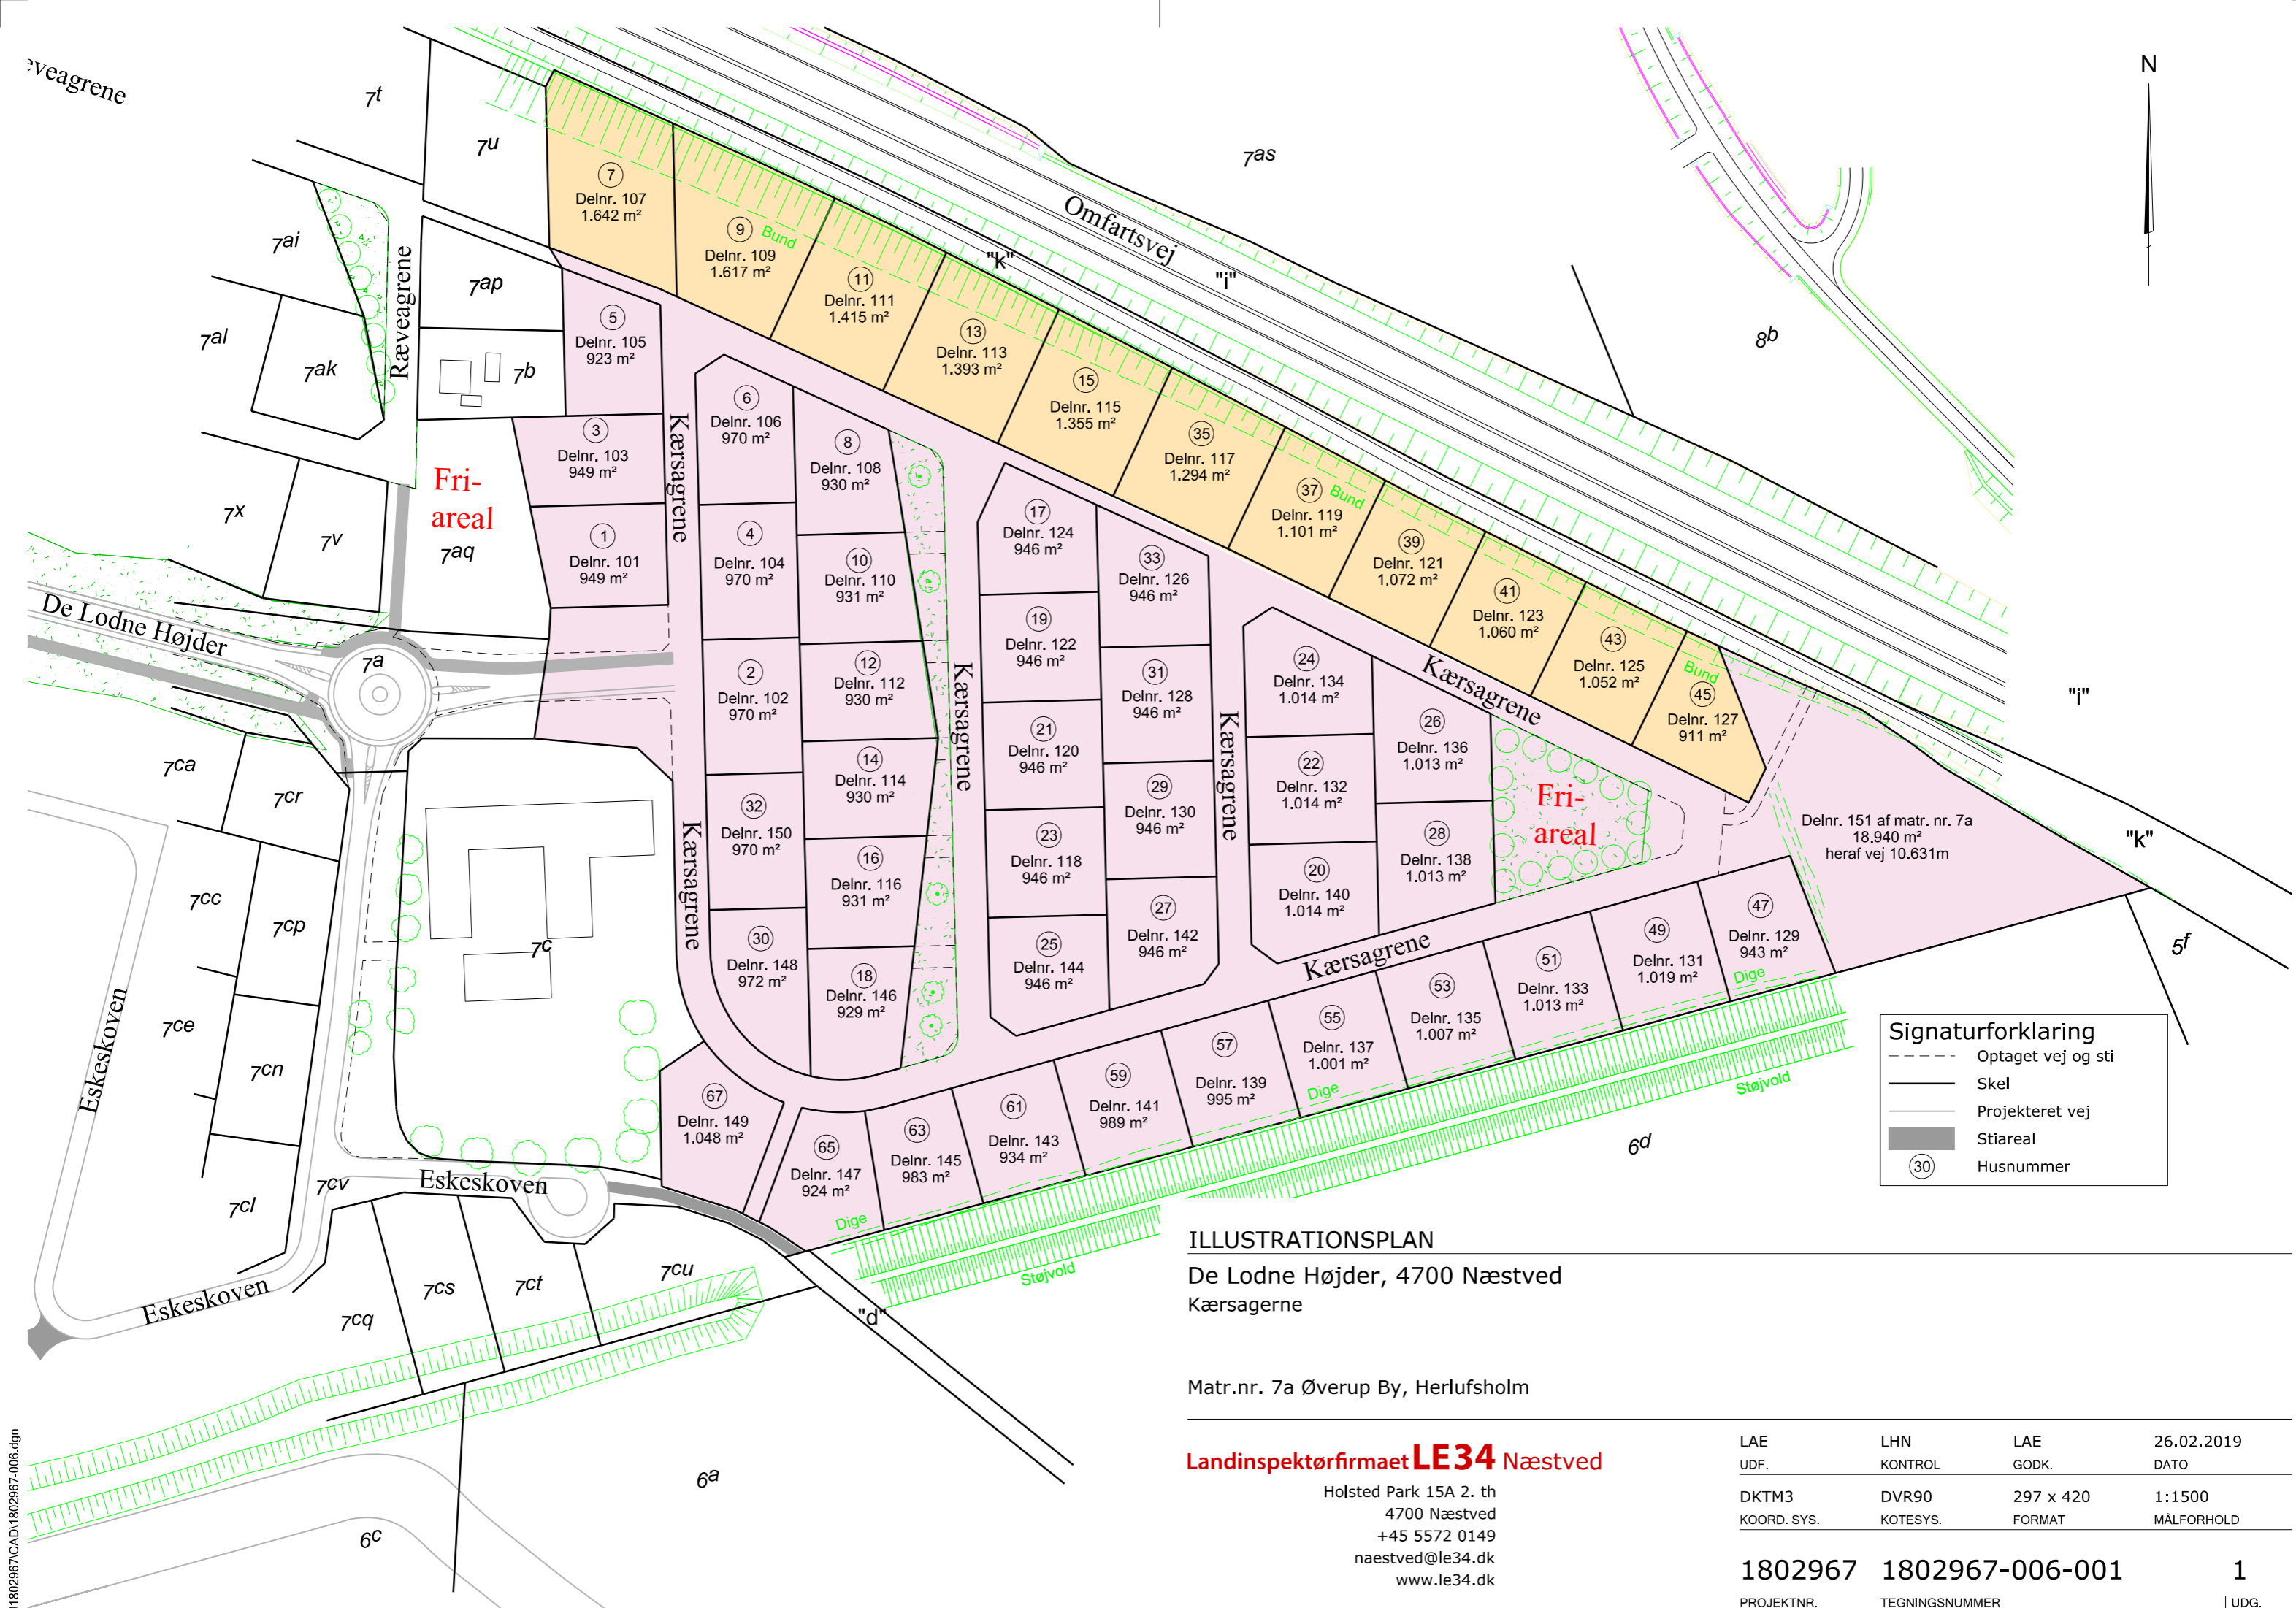 7t
7u
7as
N
7ai
7ap
7al
7ak
7b
Ræveagrene
Omfartsvej
"k"
"i"
8b
7
Delnr. 107
1.642 m²
9
Delnr. 109
1.617 m²
Bund
11
Delnr. 111
1.415 m²
13
Delnr. 113
1.393 m²
15
Delnr. 115
1.355 m²
35
Delnr. 117
1.294 m²
37
Delnr. 119
1.101 m²
Bund
39
Delnr. 121
1.072 m²
41
Delnr. 123
1.060 m²
43
Delnr. 125
1.052 m²
Bund
45
Delnr. 127
911 m²
"i"
"k"
5
Delnr. 105
923 m²
3
Delnr. 103
949 m²
1
Delnr. 101
949 m²
Fri-
areal
7aq
7x
7v
De Lodne Højder
7a
Kærsagrene
6
Delnr. 106
970 m²
8
Delnr. 108
930 m²
4
Delnr. 104
970 m²
10
Delnr. 110
931 m²
2
Delnr. 102
970 m²
12
Delnr. 112
930 m²
14
Delnr. 114
930 m²
32
Delnr. 150
970 m²
16
Delnr. 116
931 m²
30
Delnr. 148
972 m²
18
Delnr. 146
929 m²
Kærsagrene
Kærsagrene
17
Delnr. 124
946 m²
33
Delnr. 126
946 m²
19
Delnr. 122
946 m²
31
Delnr. 128
946 m²
21
Delnr. 120
946 m²
29
Delnr. 130
946 m²
23
Delnr. 118
946 m²
27
Delnr. 142
946 m²
25
Delnr. 144
946 m²
Kærsagrene
Kærsagrene
24
Delnr. 134
1.014 m²
26
Delnr. 136
1.013 m²
22
Delnr. 132
1.014 m²
28
Delnr. 138
1.013 m²
20
Delnr. 140
1.014 m²
Fri-
areal
Delnr. 151 af matr. nr. 7a
18.940 m²
heraf vej 10.631m
Kærsagrene
47
Delnr. 129
943 m²
49
Delnr. 131
1.019 m²
51
Delnr. 133
1.013 m²
53
Delnr. 135
1.007 m²
55
Delnr. 137
1.001 m²
57
Delnr. 139
995 m²
59
Delnr. 141
989 m²
61
Delnr. 143
934 m²
63
Delnr. 145
983 m²
65
Delnr. 147
924 m²
67
Delnr. 149
1.048 m²
Dige
Dige
Dige
Støjvold
Støjvold
5f
6d
7ca
7cr
7cc
7cp
7c
7ce
7cn
7cl
7cv
Eskeskoven
Eskeskoven
Eskeskoven
7cq
7cs
7ct
7cu
"d"
6a
6c
Signaturforklaring
Optaget vej og sti
Skel
Projekteret vej
Stiareal
30 Husnummer
ILLUSTRATIONSPLAN
De Lodne Højder, 4700 Næstved
Kærsagerne
Matr.nr. 7a Øverup By, Herlufsholm
Landinspektørfirmaet LE34 Næstved
Holsted Park 15A 2. th
4700 Næstved
+45 5572 0149
naestved@le34.dk
www.le34.dk
LAE LHN LAE 26.02.2019
UDF. KONTROL GODK. DATO
DKTM3 DVR90 297 x 420 1:1500
KOORD. SYS. KOTESYS. FORMAT MÅLFORHOLD
1802967 1802967-006-001 1
PROJEKTNR. TEGNINGSNUMMER UDG.
1802967\CAD\1802967-006.dgn